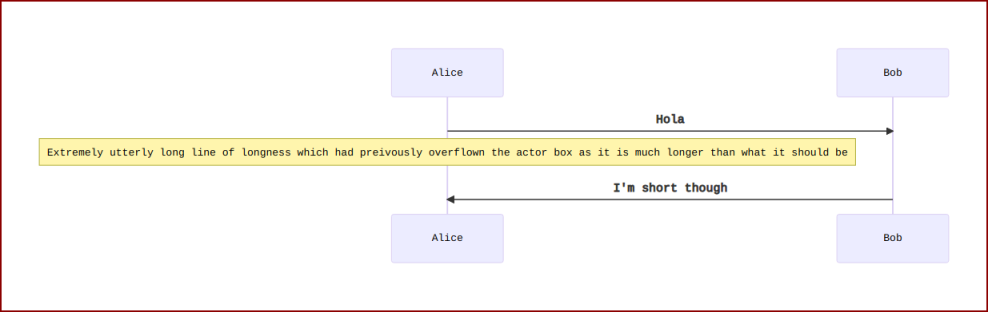 Alice
Bob
Hola
Extremely utterly long line of longness which had preivously overflown the actor box as it is much longer than what it should be
I'm short though
Alice
Bob